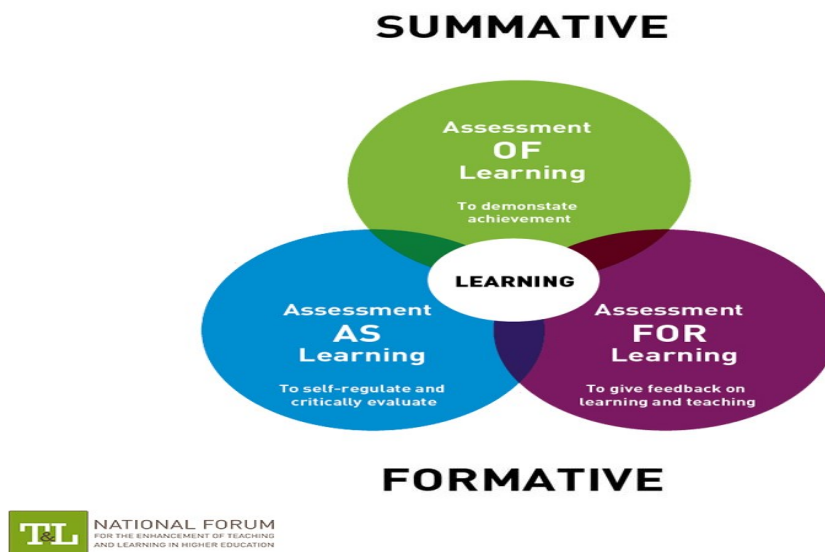 SUMMATIVE
Assessment
OF
Learning
To demonstate
achievement
LEARNING
Assessment
AS
Learning
To self-regulate and
critically evaluate
Assessment
FOR
Learning
To give feedback on
learning and teaching
FORMATIVE
T&L
NATIONAL FORUM
FOR THE ENHANCEMENT OF TEACHING
AND LEARNING IN HIGHER EDUCATION